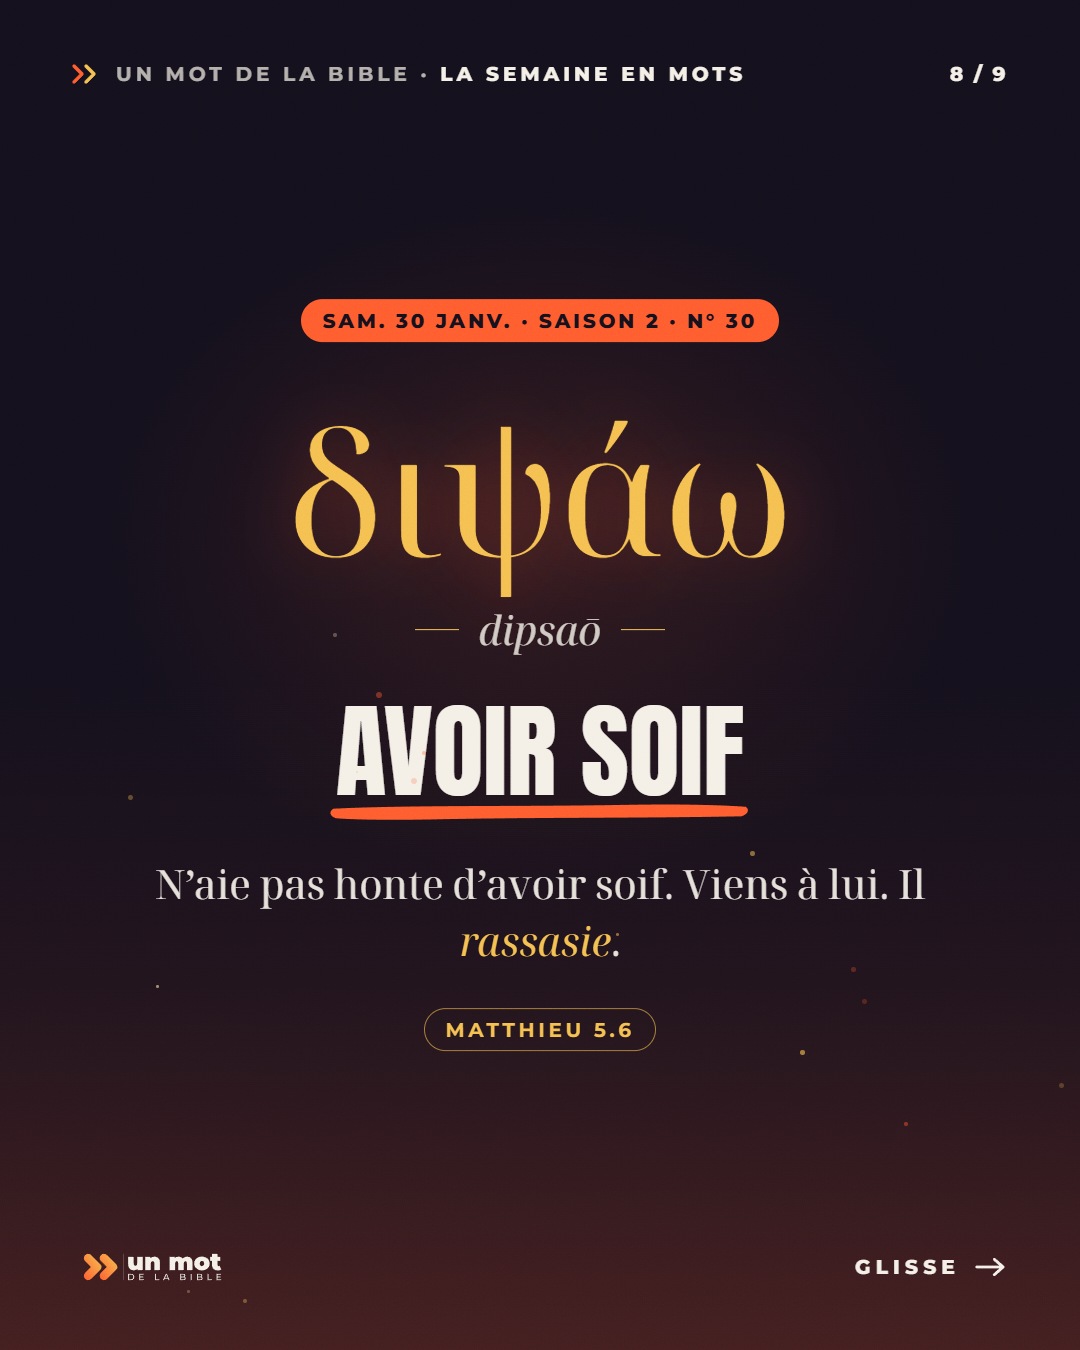 UN MOT DE LA BIBLE · LA SEMAINE EN MOTS
8 / 9
SAM. 30 JANV. · SAISON 2 · N° 30
διψάω
dipsaō
AVOIR SOIF
N’aie pas honte d’avoir soif. Viens à lui. Il
rassasie.
MATTHIEU 5.6
un mot
DE LA BIBLE
GLISSE →